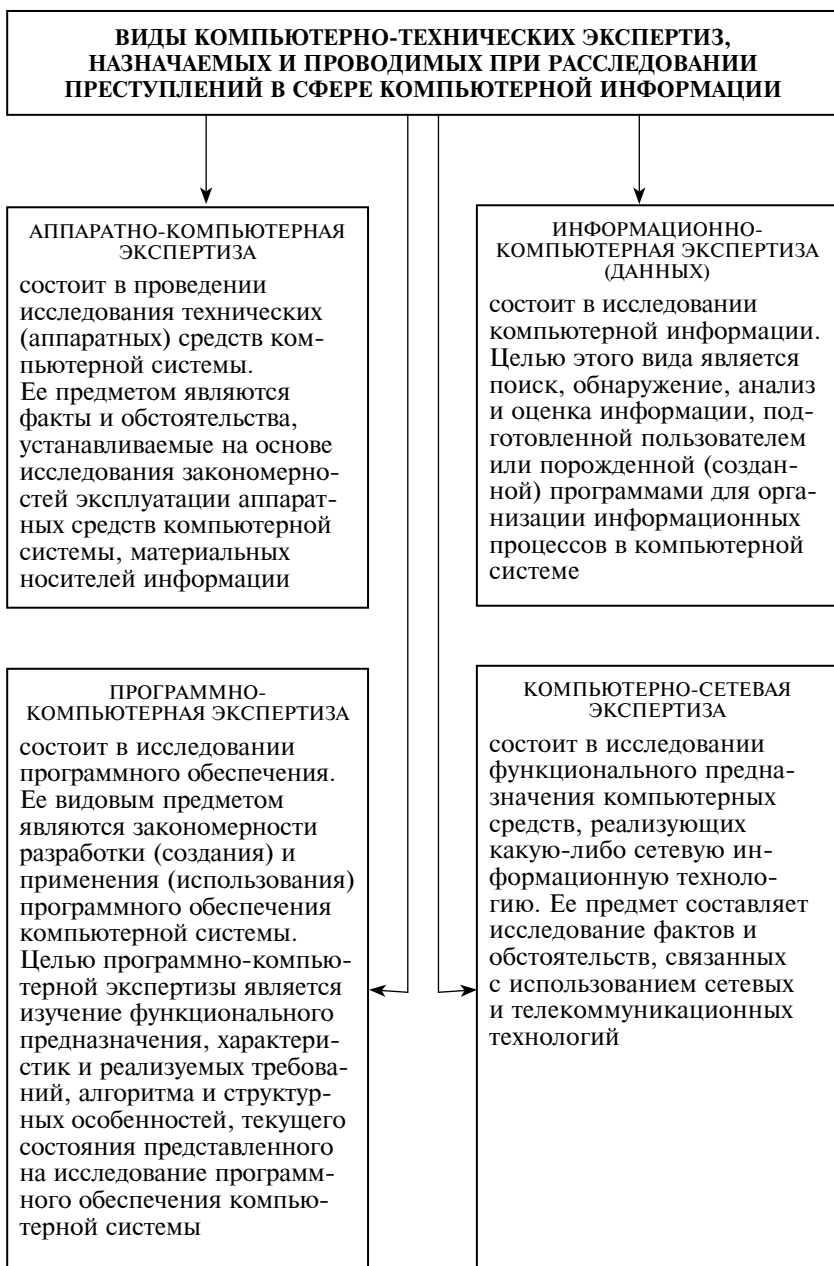 ВИДЫ КОМПЬЮТЕРНО-ТЕХНИЧЕСКИХ ЭКСПЕРТИЗ,
НАЗНАЧАЕМЫХ И ПРОВОДИМЫХ ПРИ РАССЛЕДОВАНИИ
ПРЕСТУПЛЕНИЙ В СФЕРЕ КОМПЬЮТЕРНОЙ ИНФОРМАЦИИ
АППАРАТНО-КОМПЬЮТЕРНАЯ
ЭКСПЕРТИЗА
состоит в проведении
исследования технических
(аппаратных) средств ком-
пьютерной системы.
Ее предметом являются
факты и обстоятельства,
устанавливаемые на основе
исследования закономерно-
стей эксплуатации аппарат-
ных средств компьютерной
системы, материальных
носителей информации
ИНФОРМАЦИОННО-
КОМПЬЮТЕРНАЯ ЭКСПЕРТИЗА
(ДАННЫХ)
состоит в исследовании
компьютерной информации.
Целью этого вида является
поиск, обнаружение, анализ
и оценка информации, под-
готовленной пользователем
или порожденной (создан-
ной) программами для орга-
низации информационных
процессов в компьютерной
системе
ПРОГРАММНО-
КОМПЬЮТЕРНАЯ ЭКСПЕРТИЗА
состоит в исследовании
программного обеспечения.
Ее видовым предметом
являются закономерности
разработки (создания) и
применения (использования)
программного обеспечения
компьютерной системы.
Целью программно-компью-
терной экспертизы является
изучение функционального
предназначения, характери-
стик и реализуемых требова-
ний, алгоритма и структур-
ных особенностей, текущего
состояния представленного
на исследование программ-
ного обеспечения компью-
терной системы
КОМПЬЮТЕРНО-СЕТЕВАЯ
ЭКСПЕРТИЗА
состоит в исследовании
функционального предна-
значения компьютерных
средств, реализующих
какую-либо сетевую ин-
формационную техноло-
гию. Ее предмет составляет
исследование фактов и
обстоятельств, связанных
с использованием сетевых
и телекоммуникационных
технологий